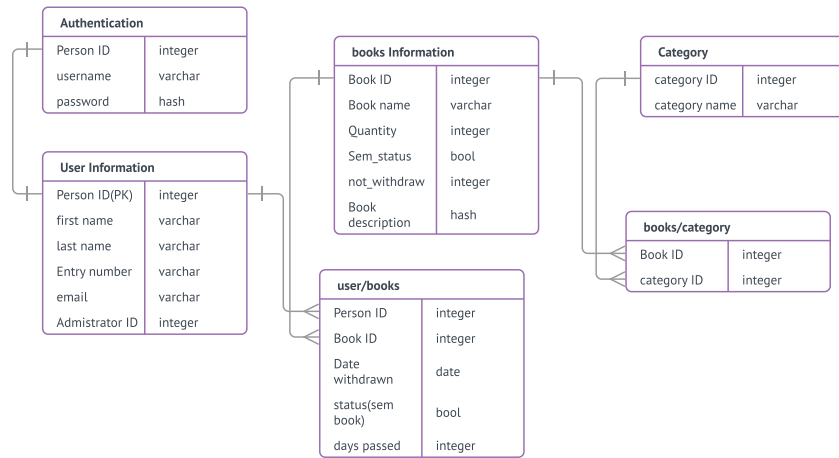 Authentication
Person ID integer
username varchar
password hash
User Information
Person ID(PK) integer
first name varchar
last name varchar
Entry number varchar
email varchar
Admistrator ID integer
books Information
Book ID integer
Book name varchar
Quantity integer
Sem_status bool
not_withdraw integer
Book
description hash
user/books
Person ID integer
Book ID integer
Date
withdrawn date
status(sem
book) bool
days passed integer
Category
category ID integer
category name varchar
books/category
Book ID integer
category ID integer